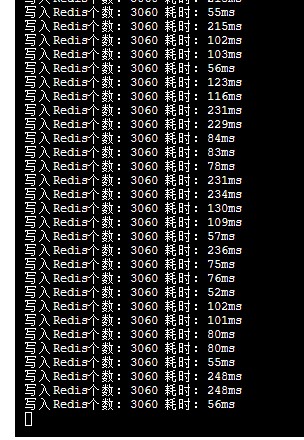 写入Redis个数: 3060 耗时: 55ms
写入Redis个数: 3060 耗时: 215ms
写入Redis个数: 3060 耗时: 102ms
写入Redis个数: 3060 耗时: 103ms
写入Redis个数: 3060 耗时: 56ms
写入Redis个数: 3060 耗时: 123ms
写入Redis个数: 3060 耗时: 116ms
写入Redis个数: 3060 耗时: 231ms
写入Redis个数: 3060 耗时: 229ms
写入Redis个数: 3060 耗时: 84ms
写入Redis个数: 3060 耗时: 83ms
写入Redis个数: 3060 耗时: 78ms
写入Redis个数: 3060 耗时: 231ms
写入Redis个数: 3060 耗时: 234ms
写入Redis个数: 3060 耗时: 130ms
写入Redis个数: 3060 耗时: 109ms
写入Redis个数: 3060 耗时: 57ms
写入Redis个数: 3060 耗时: 236ms
写入Redis个数: 3060 耗时: 75ms
写入Redis个数: 3060 耗时: 76ms
写入Redis个数: 3060 耗时: 52ms
写入Redis个数: 3060 耗时: 102ms
写入Redis个数: 3060 耗时: 101ms
写入Redis个数: 3060 耗时: 80ms
写入Redis个数: 3060 耗时: 80ms
写入Redis个数: 3060 耗时: 55ms
写入Redis个数: 3060 耗时: 248ms
写入Redis个数: 3060 耗时: 248ms
写入Redis个数: 3060 耗时: 56ms